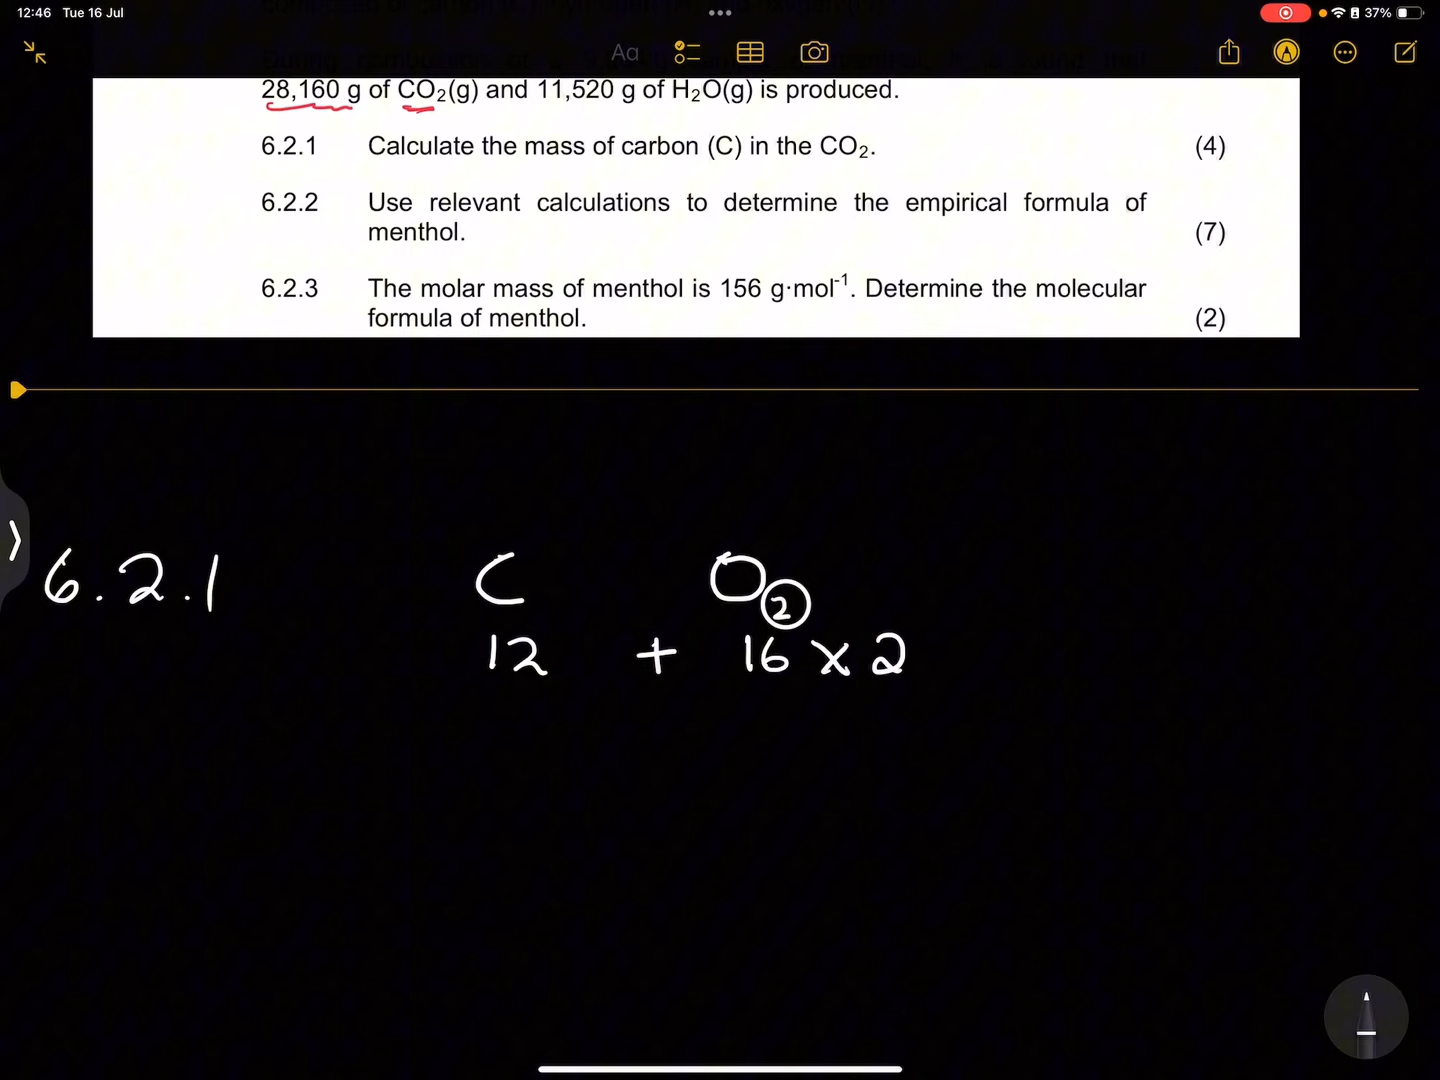 12:46 Tue 16 Jul
37%
Aa
28,160 g of CO₂(g) and 11,520 g of H₂O(g) is produced.
6.2.1 Calculate the mass of carbon (C) in the CO₂. (4)
6.2.2 Use relevant calculations to determine the empirical formula of
menthol. (7)
6.2.3 The molar mass of menthol is 156 g·mol⁻¹. Determine the molecular
formula of menthol. (2)
6.2.1 C O₂
12 + 16 x 2